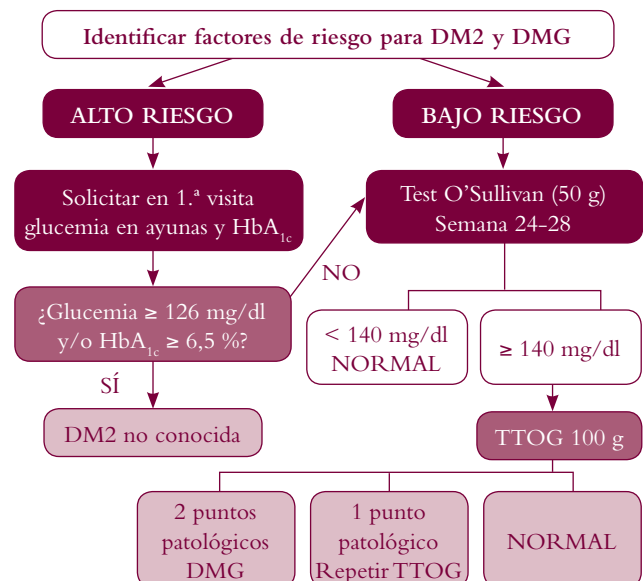 Identificar factores de riesgo para DM2 y DMG
ALTO RIESGO
BAJO RIESGO
Solicitar en 1.ª visita
glucemia en ayunas y HbA1c
Test O'Sullivan (50 g)
Semana 24-28
NO
¿Glucemia ≥ 126 mg/dl
y/o HbA1c ≥ 6,5 %?
< 140 mg/dl
NORMAL
≥ 140 mg/dl
SÍ
DM2 no conocida
TTOG 100 g
2 puntos
patológicos
DMG
1 punto
patológico
Repetir TTOG
NORMAL